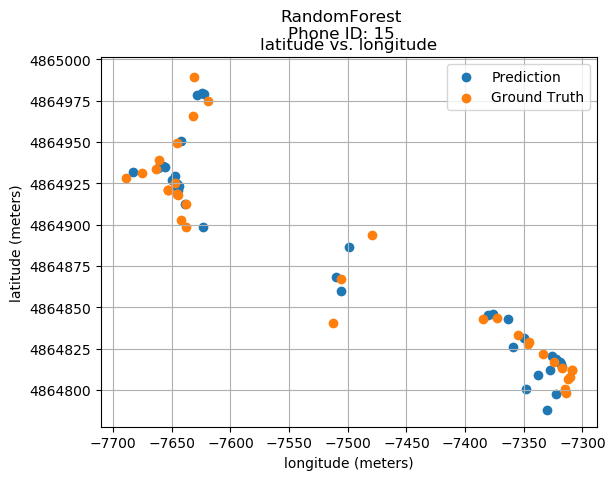 RandomForest
Phone ID: 15
latitude vs. longitude
4865000
4864975
4864950
4864925
4864900
4864875
4864850
4864825
4864800
latitude (meters)
Prediction
Ground Truth
−7700
−7650
−7600
−7550
−7500
−7450
−7400
−7350
−7300
longitude (meters)